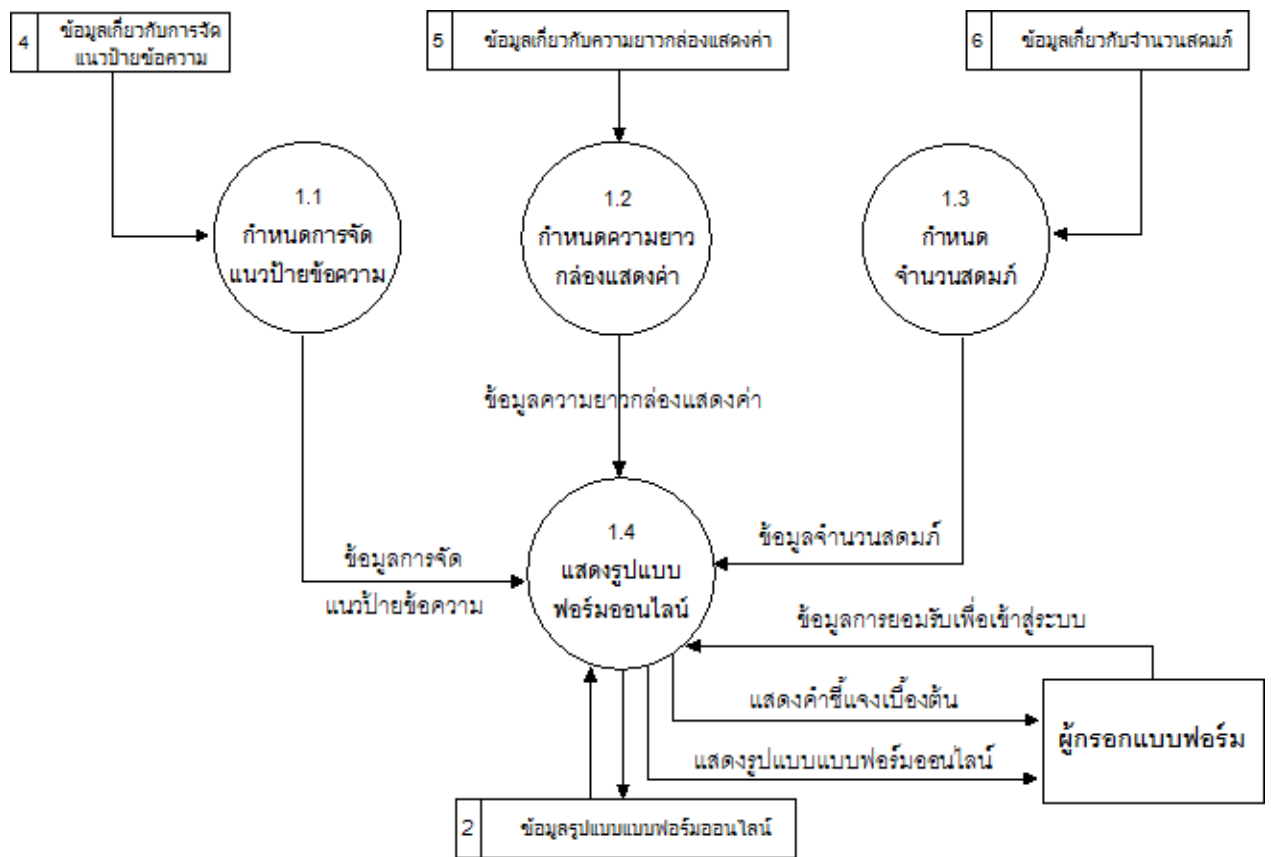 4
ข้อมูลเกี่ยวกับการจัด
แนวป้ายข้อความ
5
ข้อมูลเกี่ยวกับความยาวกล่องแสดงค่า
6
ข้อมูลเกี่ยวกับจำนวนสดมภ์
1.1
กำหนดการจัด
แนวป้ายข้อความ
1.2
กำหนดความยาว
กล่องแสดงค่า
1.3
กำหนด
จำนวนสดมภ์
ข้อมูลความยาวกล่องแสดงค่า
1.4
แสดงรูปแบบ
ฟอร์มออนไลน์
ข้อมูลจำนวนสดมภ์
ข้อมูลการจัด
แนวป้ายข้อความ
ข้อมูลการยอมรับเพื่อเข้าสู่ระบบ
แสดงคำชี้แจงเบื้องต้น
ผู้กรอกแบบฟอร์ม
แสดงรูปแบบแบบฟอร์มออนไลน์
2
ข้อมูลรูปแบบแบบฟอร์มออนไลน์